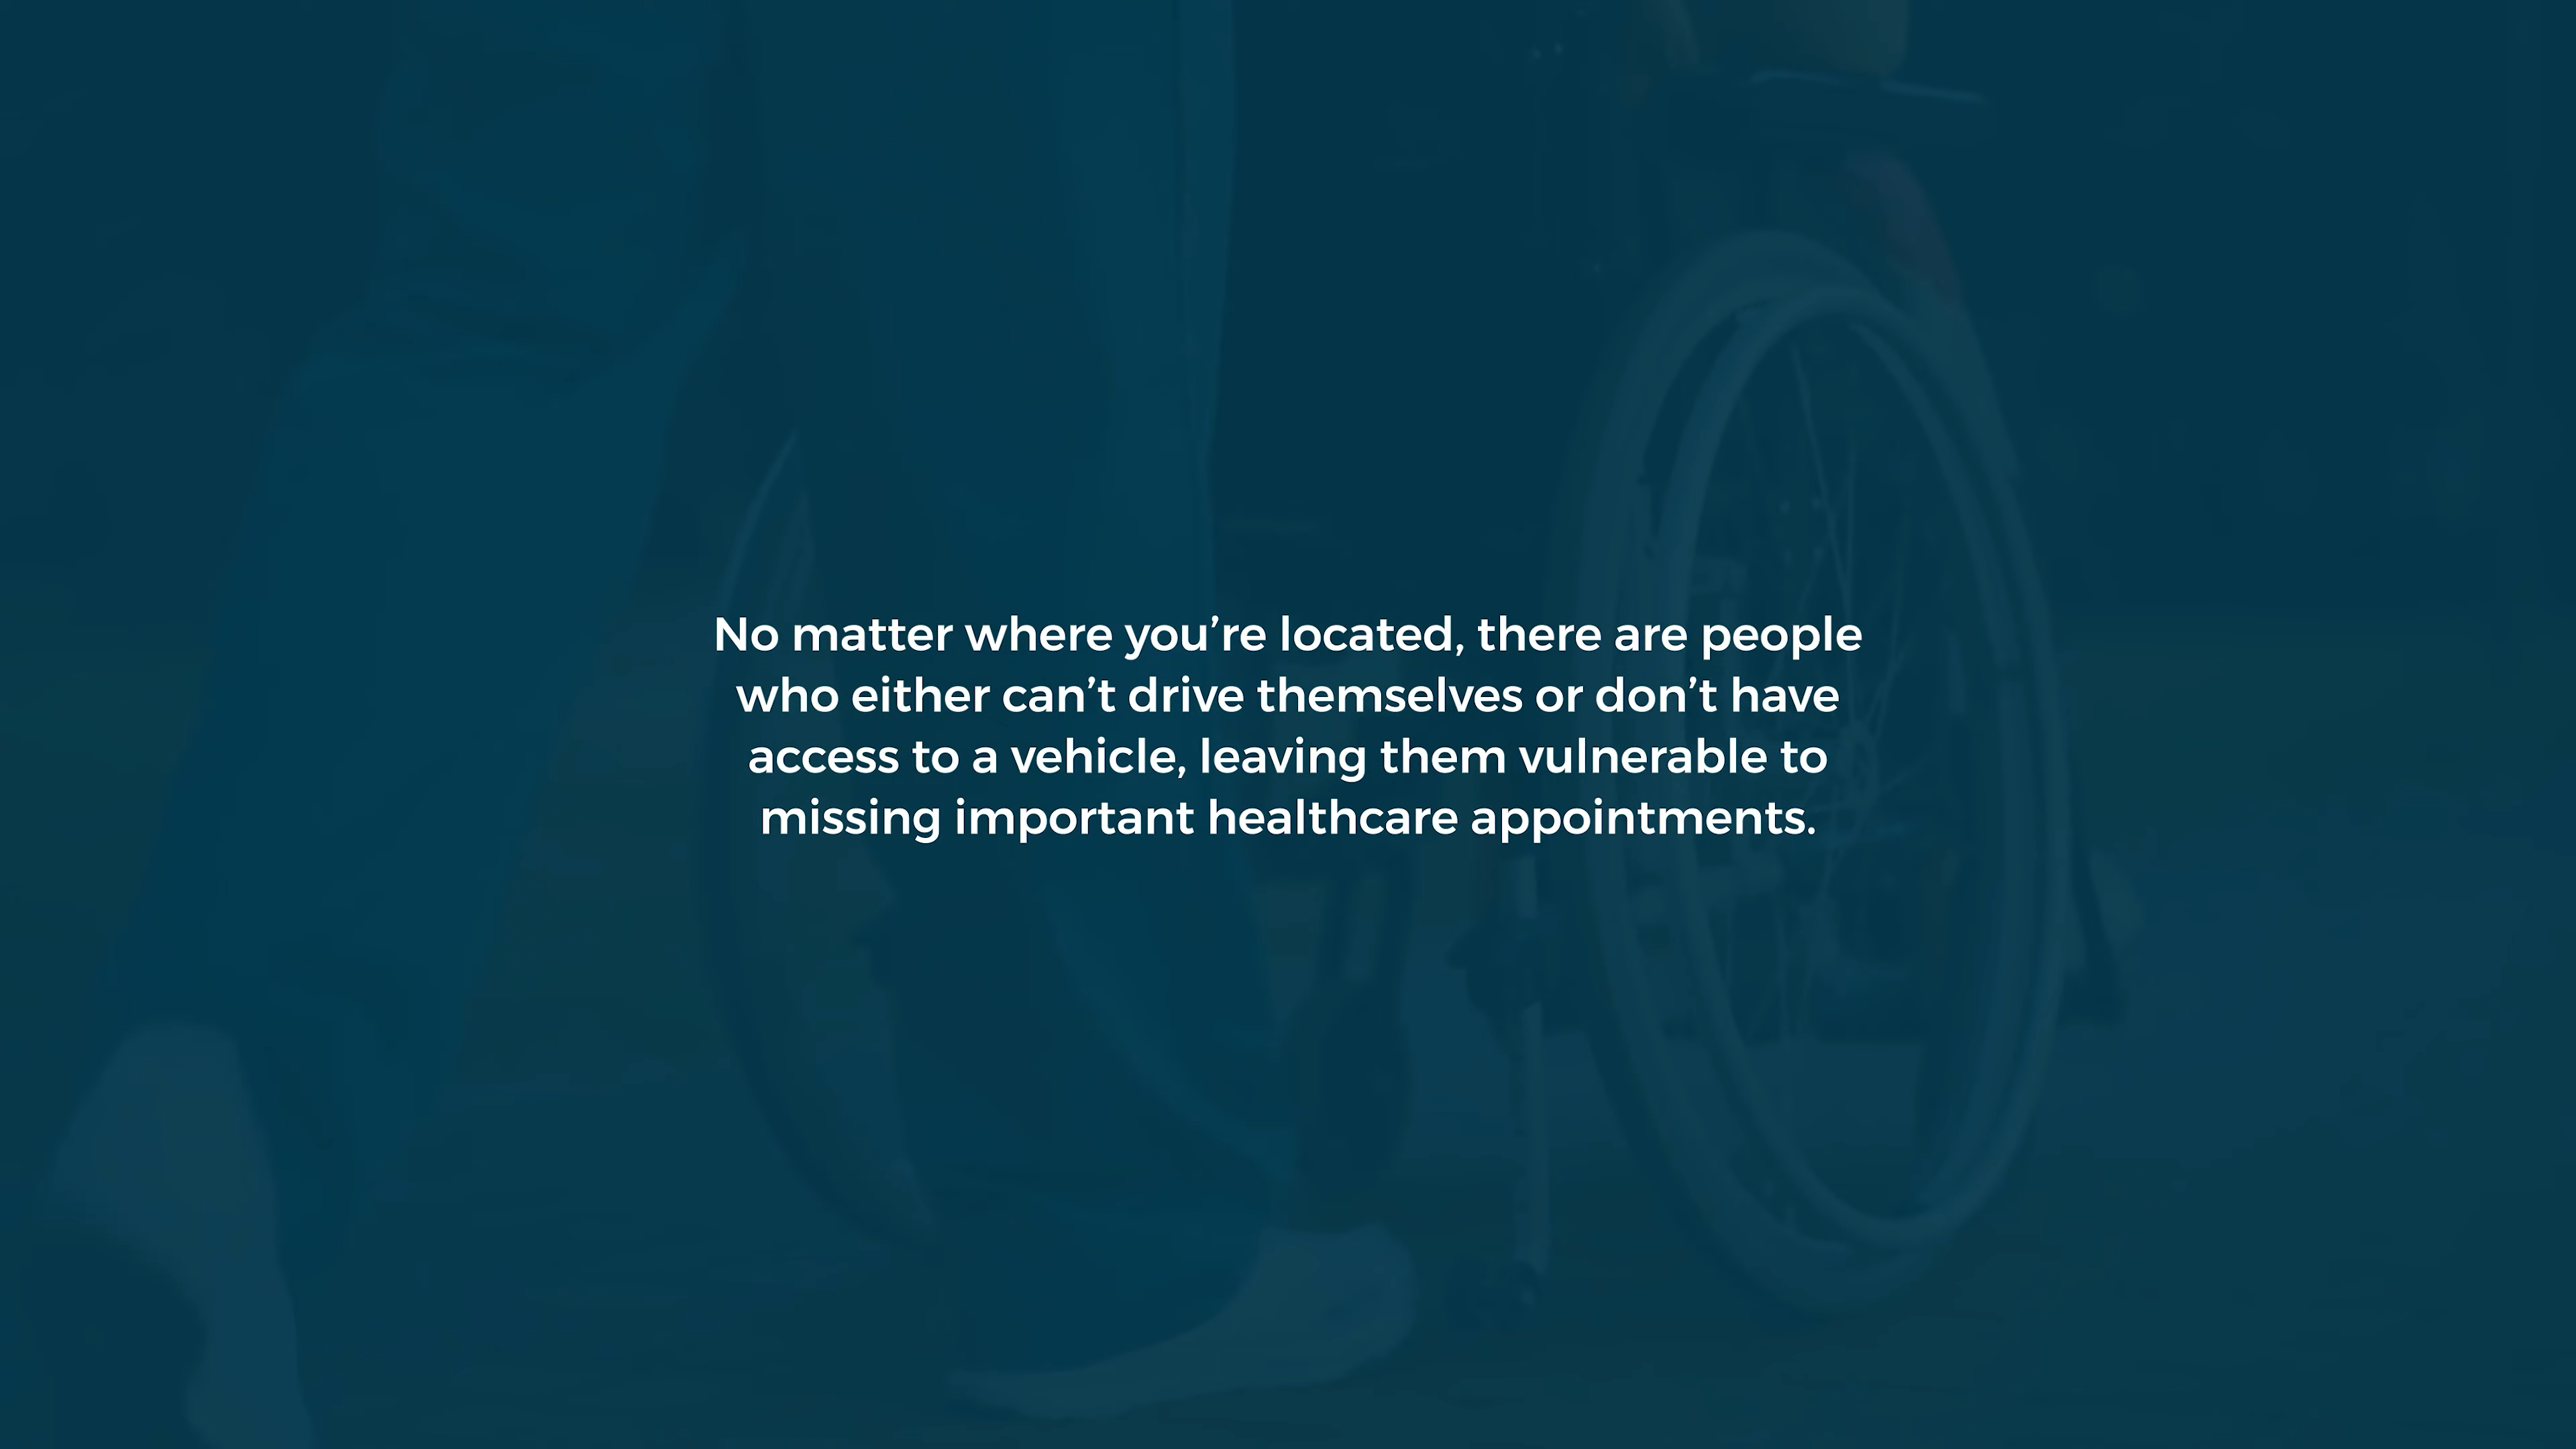 No matter where you’re located, there are people
who either can’t drive themselves or don’t have
access to a vehicle, leaving them vulnerable to
missing important healthcare appointments.